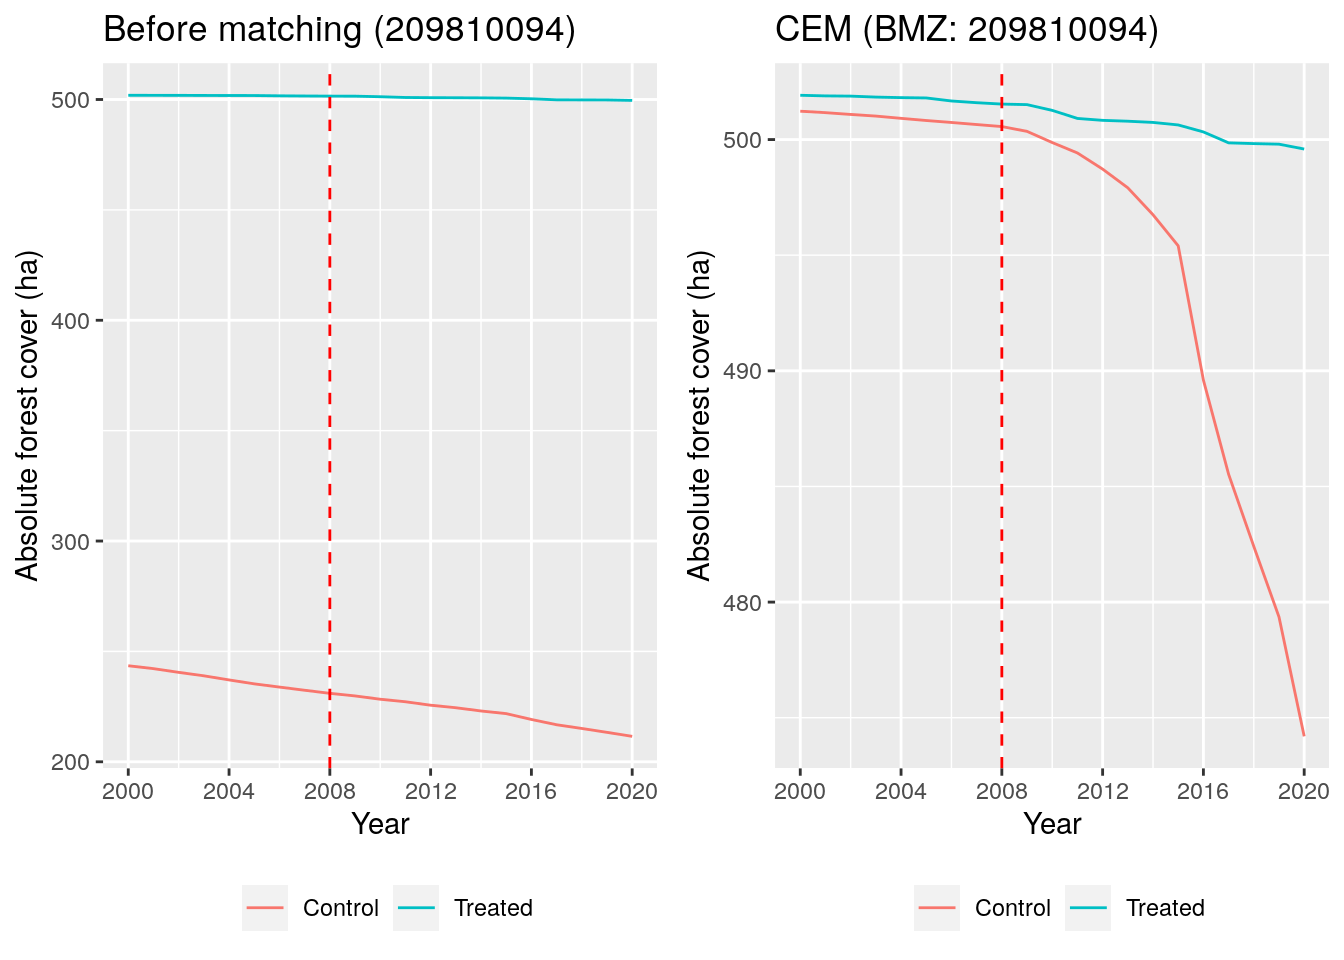 Before matching (209810094)
Absolute forest cover (ha)
500
400
300
200
2000 2004 2008 2012 2016 2020
Year
Control Treated
CEM (BMZ: 209810094)
Absolute forest cover (ha)
500
490
480
2000 2004 2008 2012 2016 2020
Year
Control Treated